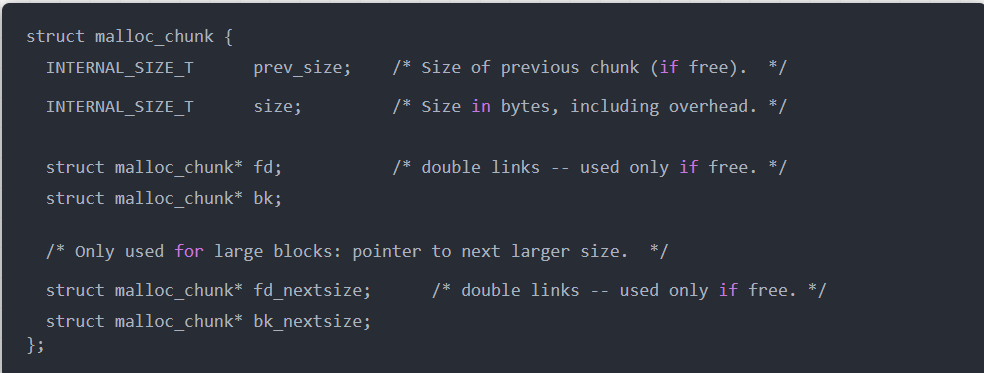 struct malloc_chunk {
  INTERNAL_SIZE_T      prev_size;    /* Size of previous chunk (if free).  */
  INTERNAL_SIZE_T      size;         /* Size in bytes, including overhead. */
  struct malloc_chunk* fd;           /* double links -- used only if free. */
  struct malloc_chunk* bk;
  /* Only used for large blocks: pointer to next larger size.  */
  struct malloc_chunk* fd_nextsize;      /* double links -- used only if free. */
  struct malloc_chunk* bk_nextsize;
};